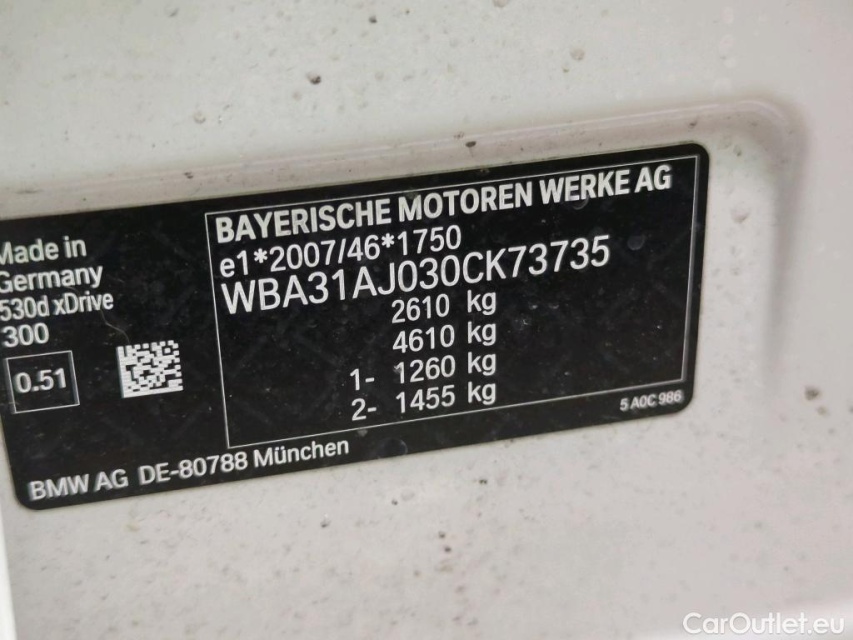 BAYERISCHE MOTOREN WERKE AG
e1*2007/46*1750
WBA31AJ030CK73735
2610 kg
4610 kg
1- 1260 kg
2- 1455 kg
Made in
Germany
530d xDrive
300
0.51
5 A0C 986
BMW AG DE-80788 München
CarOutlet.eu